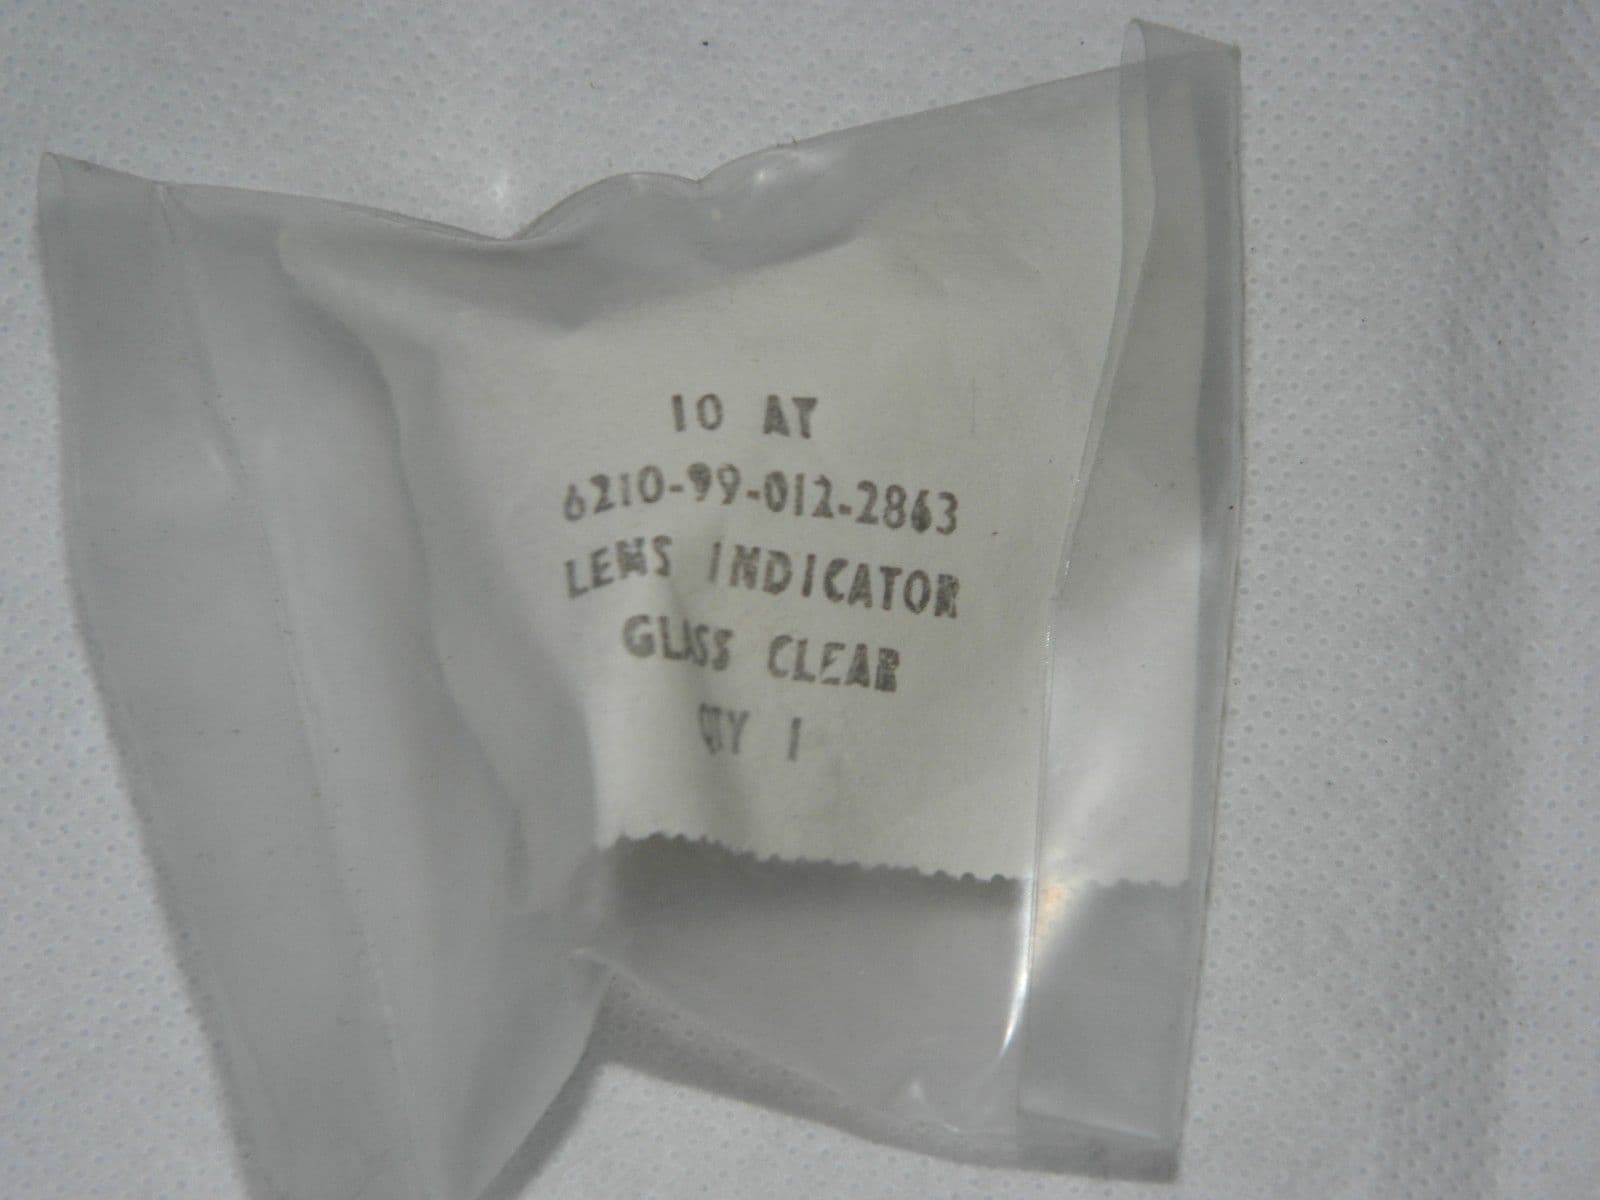 10 AT
6210-99-012-2863
LENS INDICATOR
GLASS CLEAR
QTY 1